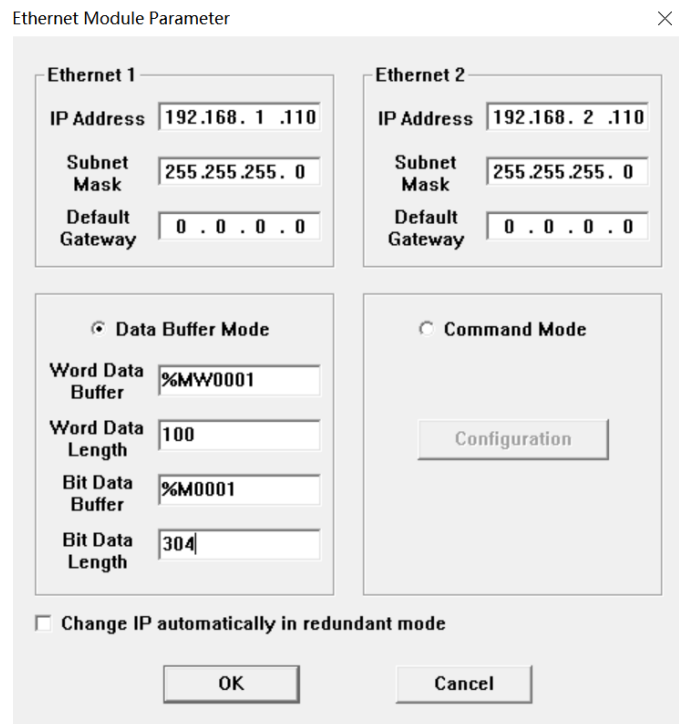 Ethernet Module Parameter
Ethernet 1
IP Address 192.168. 1 .110
Subnet
Mask
255.255.255. 0
Default
Gateway
0 . 0 . 0 . 0
Ethernet 2
IP Address 192.168. 2 .110
Subnet
Mask
255.255.255. 0
Default
Gateway
0 . 0 . 0 . 0
Data Buffer Mode
Word Data
Buffer
%MW0001
Word Data
Length
100
Bit Data
Buffer
%M0001
Bit Data
Length
304
Command Mode
Configuration
Change IP automatically in redundant mode
OK
Cancel